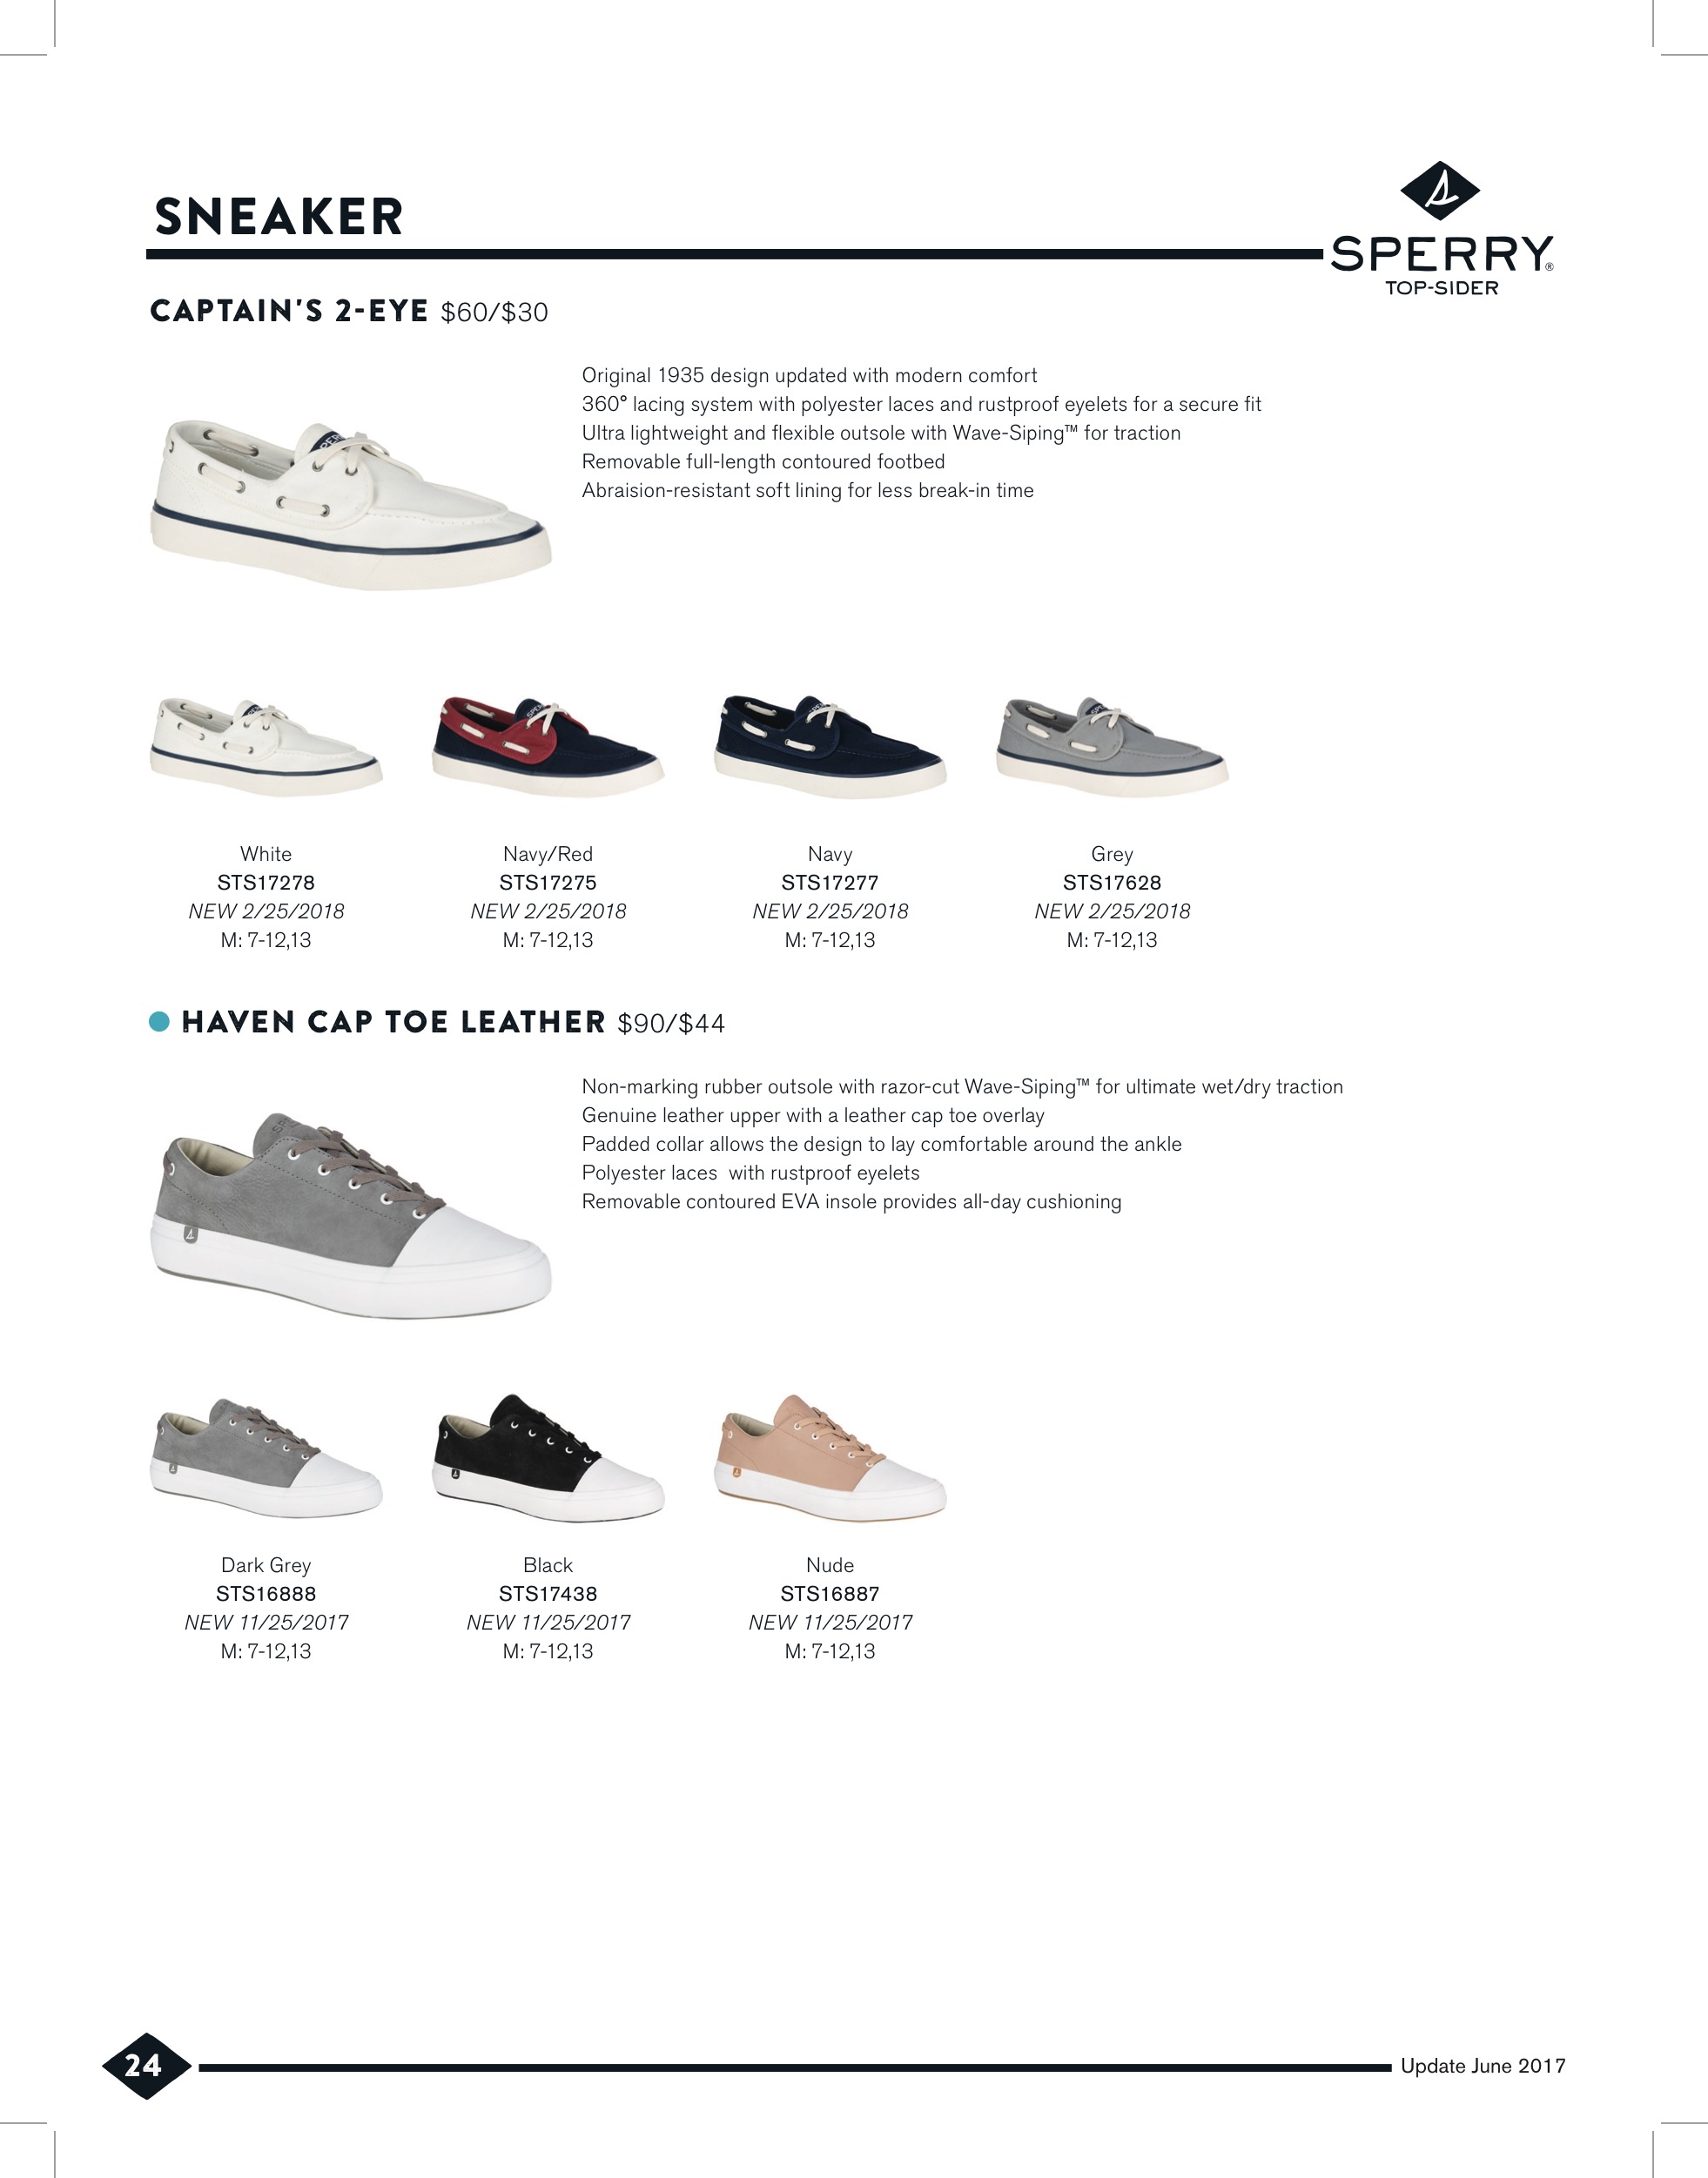 SNEAKER
SPERRY®
TOP-SIDER
CAPTAIN'S 2-EYE $60/$30
Original 1935 design updated with modern comfort
360° lacing system with polyester laces and rustproof eyelets for a secure fit
Ultra lightweight and flexible outsole with Wave-Siping™ for traction
Removable full-length contoured footbed
Abraision-resistant soft lining for less break-in time
White
STS17278
NEW 2/25/2018
M: 7-12,13
Navy/Red
STS17275
NEW 2/25/2018
M: 7-12,13
Navy
STS17277
NEW 2/25/2018
M: 7-12,13
Grey
STS17628
NEW 2/25/2018
M: 7-12,13
HAVEN CAP TOE LEATHER $90/$44
Non-marking rubber outsole with razor-cut Wave-Siping™ for ultimate wet/dry traction
Genuine leather upper with a leather cap toe overlay
Padded collar allows the design to lay comfortable around the ankle
Polyester laces  with rustproof eyelets
Removable contoured EVA insole provides all-day cushioning
Dark Grey
STS16888
NEW 11/25/2017
M: 7-12,13
Black
STS17438
NEW 11/25/2017
M: 7-12,13
Nude
STS16887
NEW 11/25/2017
M: 7-12,13
24
Update June 2017